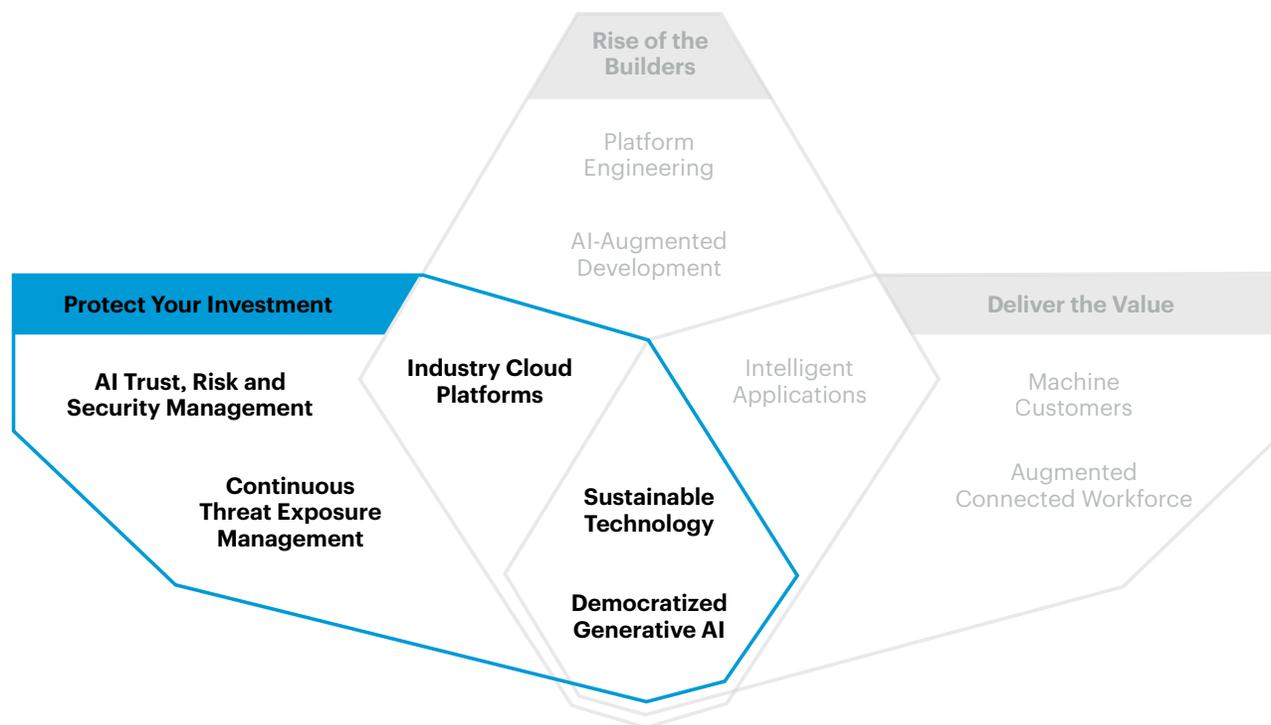 Rise of the
Builders
Platform
Engineering
AI-Augmented
Development
Protect Your Investment
Deliver the Value
Industry Cloud
Platforms
Intelligent
Applications
AI Trust, Risk and
Security Management
Machine
Customers
Continuous
Threat Exposure
Management
Sustainable
Technology
Augmented
Connected Workforce
Democratized
Generative AI